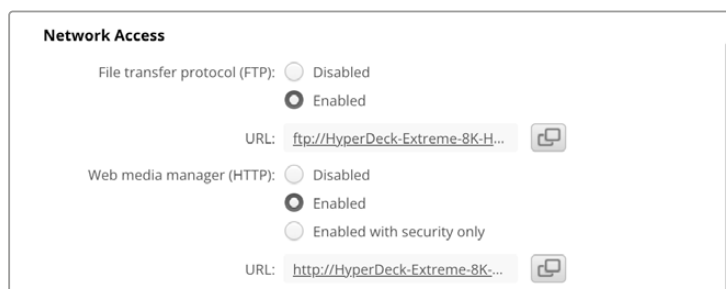 Network Access
File transfer protocol (FTP): Disabled
Enabled
URL: ftp://HyperDeck-Extreme-8K-H...
Web media manager (HTTP): Disabled
Enabled
Enabled with security only
URL: http://HyperDeck-Extreme-8K-...